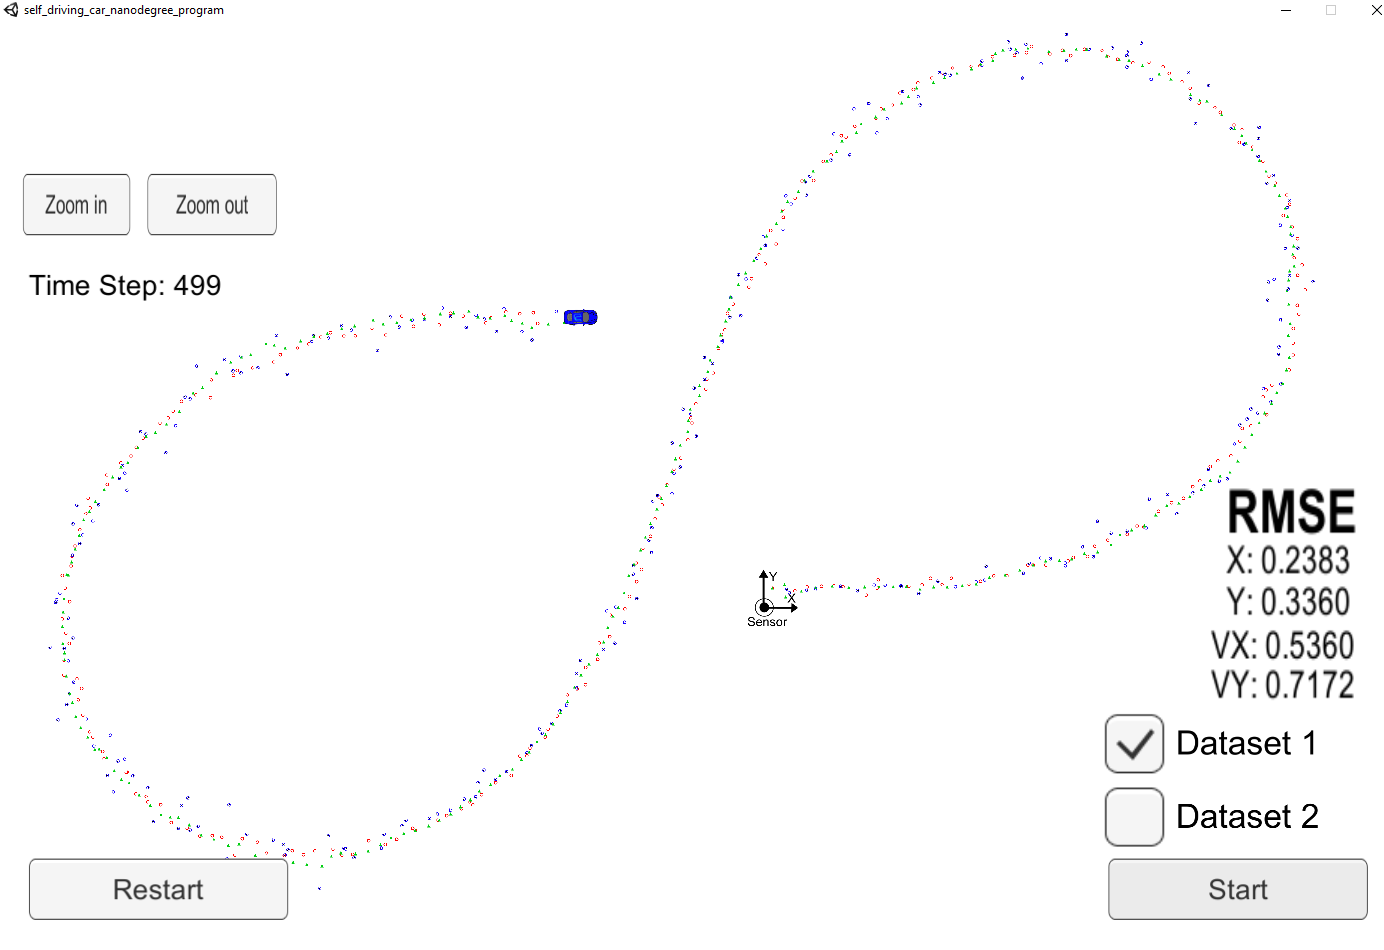 self_driving_car_nanodegree_program
Zoom in
Zoom out
Time Step: 499
Y
X
Sensor
RMSE
X: 0.2383
Y: 0.3360
VX: 0.5360
VY: 0.7172
Dataset 1
Dataset 2
Restart
Start